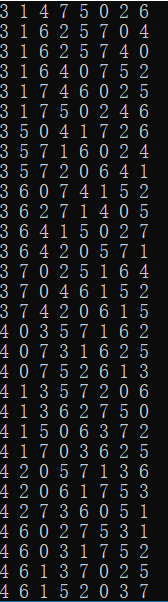 3 1 4 7 5 0 2 6
3 1 6 2 5 7 0 4
3 1 6 2 5 7 4 0
3 1 6 4 0 7 5 2
3 1 7 4 6 0 2 5
3 1 7 5 0 2 4 6
3 5 0 4 1 7 2 6
3 5 7 1 6 0 2 4
3 5 7 2 0 6 4 1
3 6 0 7 4 1 5 2
3 6 2 7 1 4 0 5
3 6 4 1 5 0 2 7
3 6 4 2 0 5 7 1
3 7 0 2 5 1 6 4
3 7 0 4 6 1 5 2
3 7 4 2 0 6 1 5
4 0 3 5 7 1 6 2
4 0 7 3 1 6 2 5
4 0 7 5 2 6 1 3
4 1 3 5 7 2 0 6
4 1 3 6 2 7 5 0
4 1 5 0 6 3 7 2
4 1 7 0 3 6 2 5
4 2 0 5 7 1 3 6
4 2 0 6 1 7 5 3
4 2 7 3 6 0 5 1
4 6 0 2 7 5 3 1
4 6 0 3 1 7 5 2
4 6 1 3 7 0 2 5
4 6 1 5 2 0 3 7